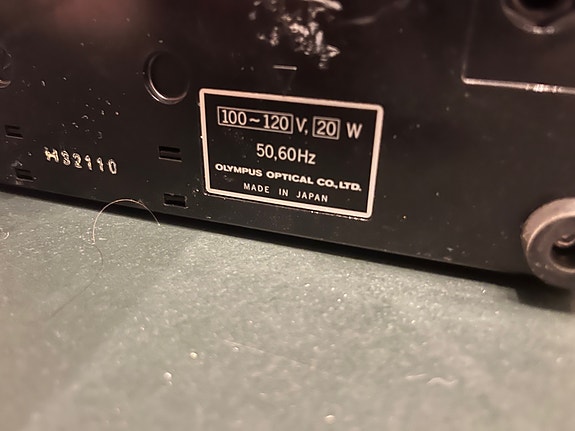 100~120 V, 20 W
50,60Hz
OLYMPUS OPTICAL CO., LTD.
MADE IN JAPAN
H32110